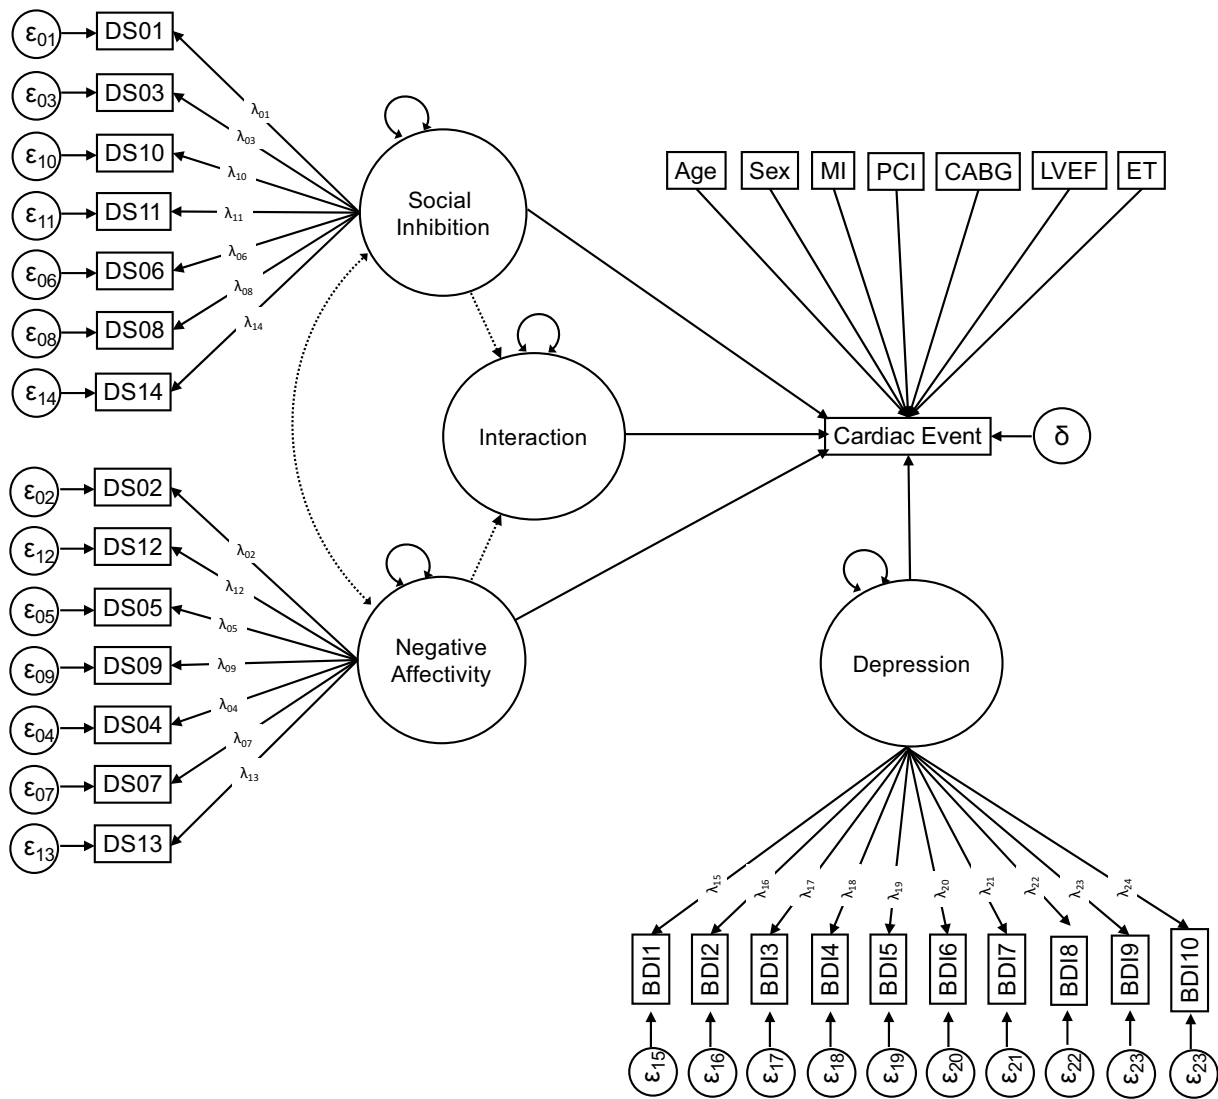 ε01 DS01
ε03 DS03
ε10 DS10
ε11 DS11
ε06 DS06
ε08 DS08
ε14 DS14
λ01
λ03
λ10
λ11
λ06
λ08
λ14
Social
Inhibition
Age Sex MI PCI CABG LVEF ET
Interaction
Cardiac Event
δ
ε02 DS02
ε12 DS12
ε05 DS05
ε09 DS09
ε04 DS04
ε07 DS07
ε13 DS13
λ02
λ12
λ05
λ09
λ04
λ07
λ13
Negative
Affectivity
Depression
λ15 λ16 λ17 λ18 λ19 λ20 λ21 λ22 λ23 λ24
BDI1 BDI2 BDI3 BDI4 BDI5 BDI6 BDI7 BDI8 BDI9 BDI10
ε15 ε16 ε17 ε18 ε19 ε20 ε21 ε22 ε23 ε23